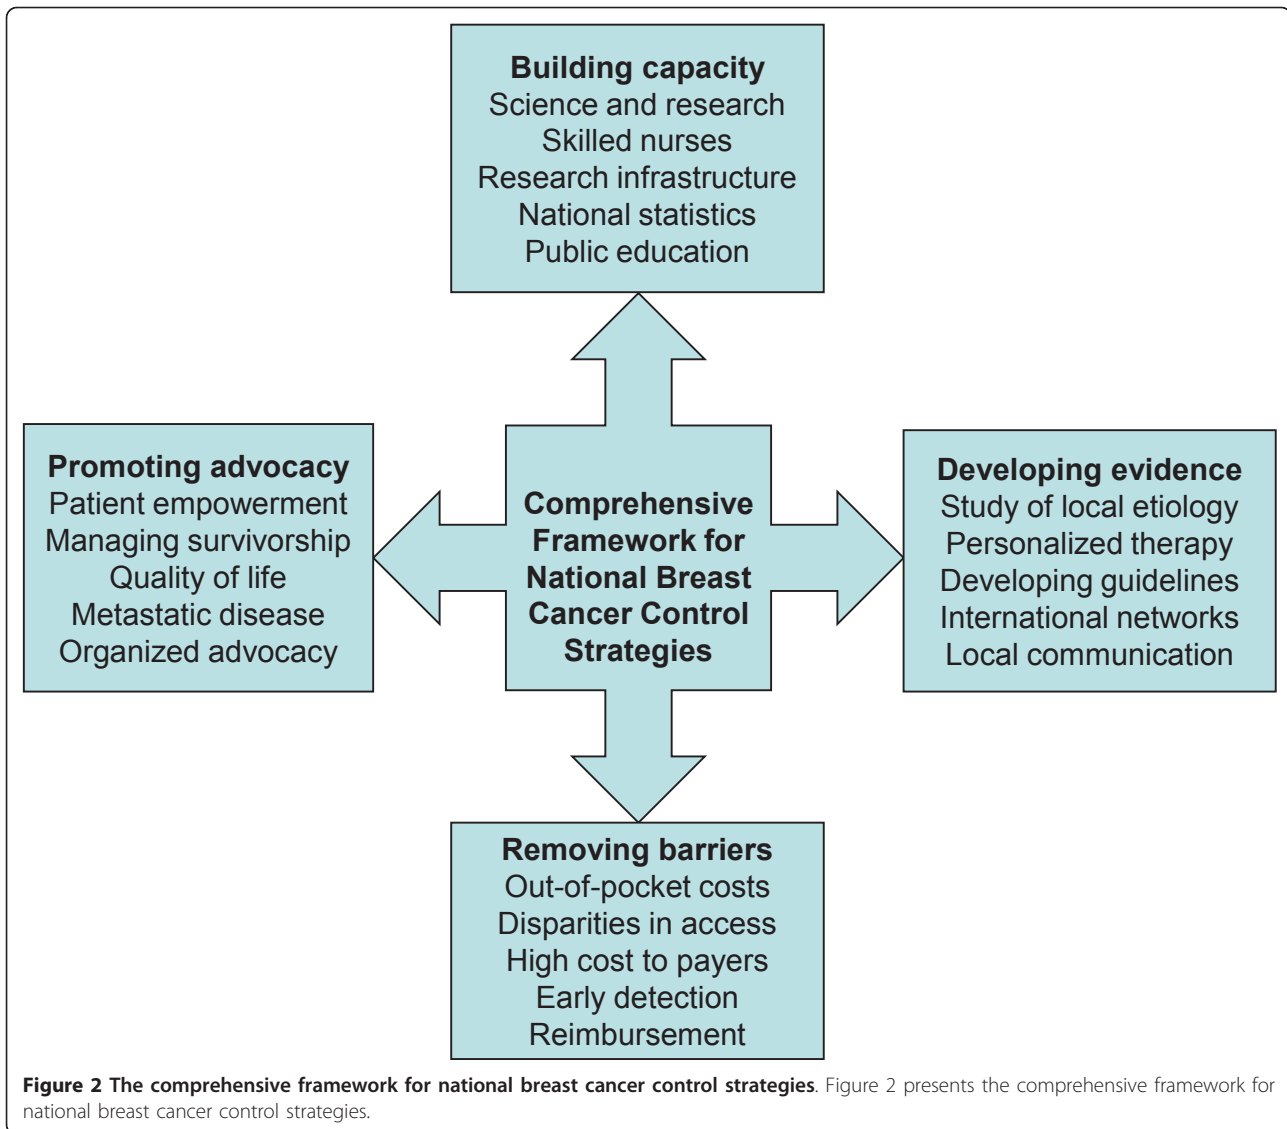 Building capacity
Science and research
Skilled nurses
Research infrastructure
National statistics
Public education
Promoting advocacy
Patient empowerment
Managing survivorship
Quality of life
Metastatic disease
Organized advocacy
Comprehensive
Framework for
National Breast
Cancer Control
Strategies
Developing evidence
Study of local etiology
Personalized therapy
Developing guidelines
International networks
Local communication
Removing barriers
Out-of-pocket costs
Disparities in access
High cost to payers
Early detection
Reimbursement
Figure 2 The comprehensive framework for national breast cancer control strategies. Figure 2 presents the comprehensive framework for
national breast cancer control strategies.